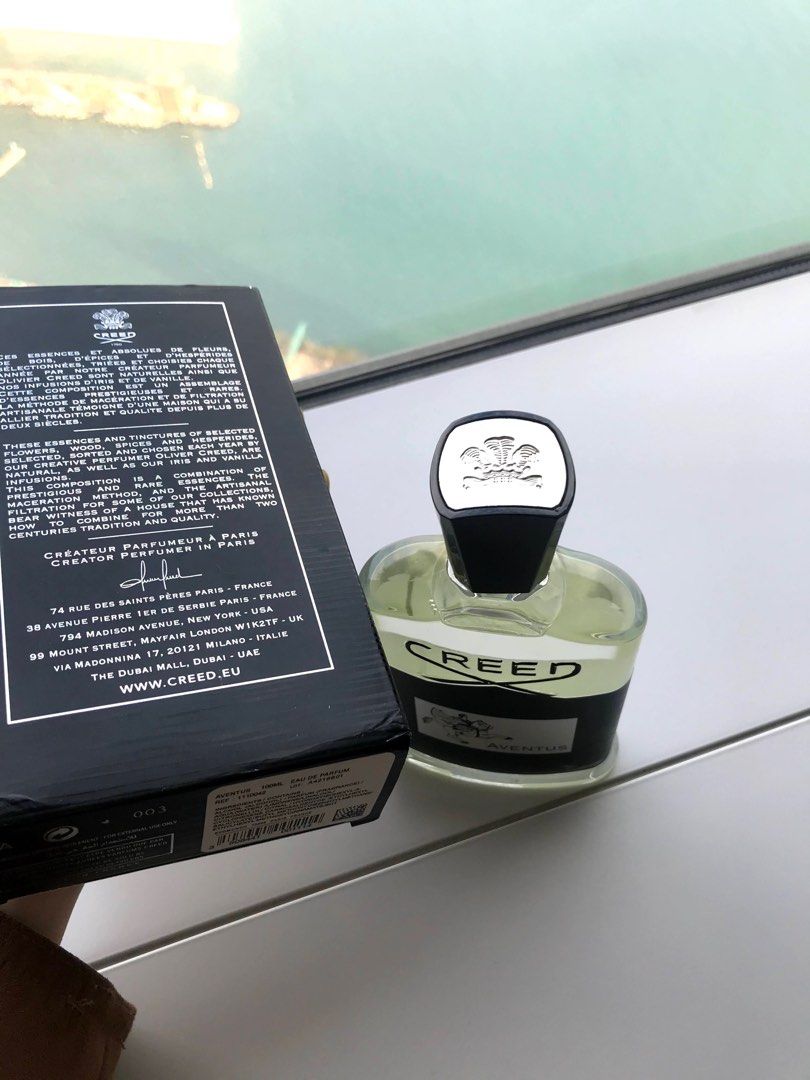 CREED
1760
CES ESSENCES ET ABSOLUES DE FLEURS,
DE BOIS, D'ÉPICES ET D'HESPÉRIDES
SÉLECTIONNÉES, TRIÉES ET CHOISIES CHAQUE
ANNÉE PAR NOTRE CRÉATEUR PARFUMEUR
OLIVIER CREED SONT NATURELLES AINSI QUE
NOS INFUSIONS D'IRIS ET DE VANILLE.
CETTE COMPOSITION EST UN ASSEMBLAGE
D'ESSENCES PRESTIGIEUSES ET RARES.
LA MÉTHODE DE MACÉRATION ET DE FILTRATION
ARTISANALE TÉMOIGNE D'UNE MAISON QUI A SU
ALLIER TRADITION ET QUALITE DEPUIS PLUS DE
DEUX SIÈCLES.
THESE ESSENCES AND TINCTURES OF SELECTED
FLOWERS, WOOD, SPICES AND HESPERIDES,
SELECTED, SORTED AND CHOSEN EACH YEAR BY
OUR CREATIVE PERFUMER OLIVER CREED, ARE
NATURAL, AS WELL AS OUR IRIS AND VANILLA
INFUSIONS.
THIS COMPOSITION IS A COMBINATION OF
PRESTIGIOUS AND RARE ESSENCES. THE
MACERATION METHOD, AND THE ARTISANAL
FILTRATION FOR SOME OF OUR COLLECTIONS
BEAR WITNESS OF A HOUSE THAT HAS KNOWN
HOW TO COMBINE FOR MORE THAN TWO
CENTURIES TRADITION AND QUALITY.
CRÉATEUR PARFUMEUR À PARIS
CREATOR PERFUMER IN PARIS
74 RUE DES SAINTS PÈRES PARIS - FRANCE
38 AVENUE PIERRE 1ER DE SERBIE PARIS - FRANCE
794 MADISON AVENUE, NEW YORK - USA
99 MOUNT STREET, MAYFAIR LONDON W1K2TF - UK
VIA MADONNINA 17, 20121 MILANO - ITALIE
THE DUBAI MALL, DUBAI - UAE
WWW.CREED.EU
003
FOR EXTERNAL USE ONLY
AVENTUS 100ML EAU DE PARFUM
CREED
AVENTUS